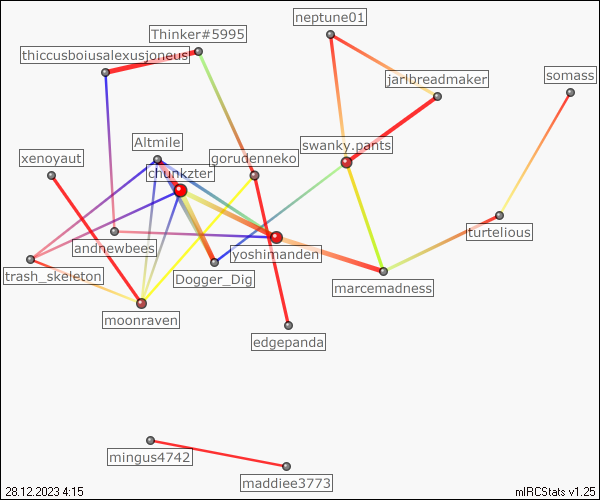 neptune01
Thinker#5995
thiccusboiusalexusjoneus
jarlbreadmaker
somass
Altmile
swanky.pants
xenoyaut
gorudenneko
chunkzter
turtelious
andnewbees
yoshimanden
trash_skeleton
Dogger_Dig
marcemadness
moonraven
edgepanda
mingus4742
maddiee3773
28.12.2023 4:15
mIRCStats v1.25